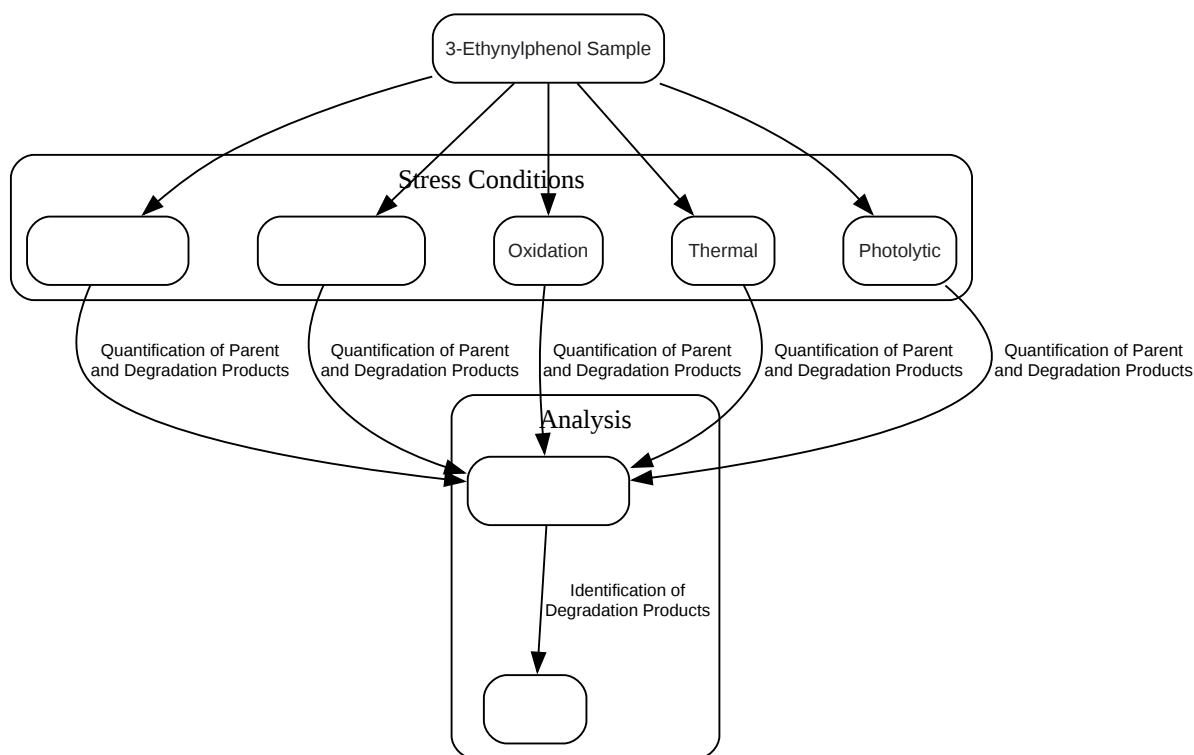 3-Ethynylphenol Sample
Stress Conditions
Oxidation
Thermal
Photolytic
Quantification of Parent
and Degradation Products
Quantification of Parent
and Degradation Products
Quantification of Parent
and Degradation Products
Quantification of Parent
and Degradation Products
Quantification of Parent
and Degradation Products
Analysis
Identification of
Degradation Products